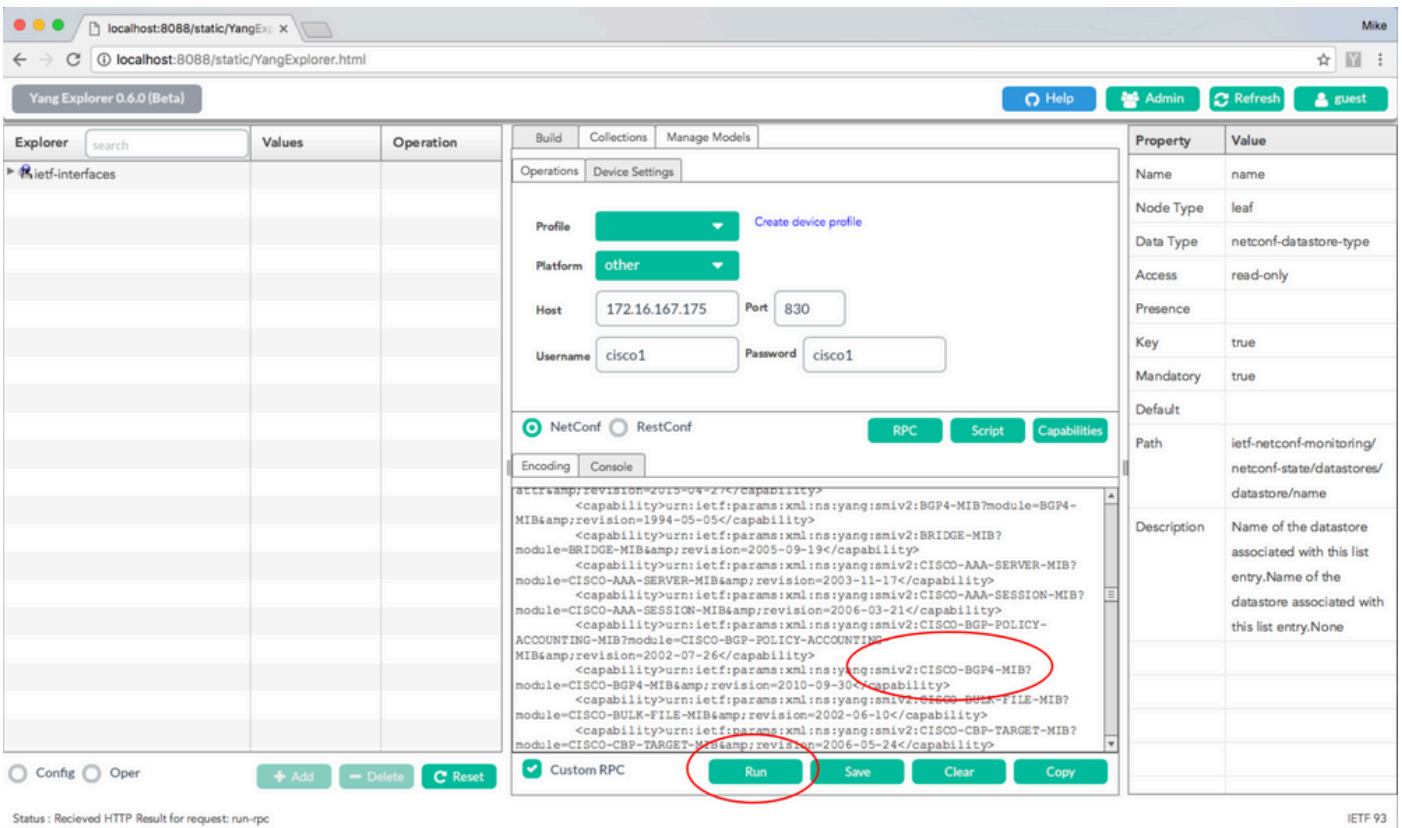 localhost:8088/static/YangExp
Mike
localhost:8088/static/YangExplorer.html
Yang Explorer 0.6.0 (Beta)
Help
Admin
Refresh
guest
Explorer
search
Values
Operation
ietf-interfaces
Build
Collections
Manage Models
Operations
Device Settings
Profile
Create device profile
Platform
other
Host
172.16.167.175
Port
830
Username
cisco1
Password
cisco1
NetConf
RestConf
RPC
Script
Capabilities
Encoding
Console
attr&amp;revision=2015-04-27</capability>
<capability>urn:ietf:params:xml:ns:yang:smiv2:BGP4-MIB?module=BGP4-
MIB&amp;revision=1994-05-05</capability>
<capability>urn:ietf:params:xml:ns:yang:smiv2:BRIDGE-MIB?
module=BRIDGE-MIB&amp;revision=2005-09-19</capability>
<capability>urn:ietf:params:xml:ns:yang:smiv2:CISCO-AAA-SERVER-MIB?
module=CISCO-AAA-SERVER-MIB&amp;revision=2003-11-17</capability>
<capability>urn:ietf:params:xml:ns:yang:smiv2:CISCO-AAA-SESSION-MIB?
module=CISCO-AAA-SESSION-MIB&amp;revision=2006-03-21</capability>
<capability>urn:ietf:params:xml:ns:yang:smiv2:CISCO-BGP-POLICY-
ACCOUNTING-MIB?module=CISCO-BGP-POLICY-ACCOUNTING-
MIB&amp;revision=2002-07-26</capability>
<capability>urn:ietf:params:xml:ns:yang:smiv2:CISCO-BGP4-MIB?
module=CISCO-BGP4-MIB&amp;revision=2010-09-30</capability>
<capability>urn:ietf:params:xml:ns:yang:smiv2:CISCO-BULK-FILE-MIB?
module=CISCO-BULK-FILE-MIB&amp;revision=2002-06-10</capability>
<capability>urn:ietf:params:xml:ns:yang:smiv2:CISCO-CBP-TARGET-MIB?
module=CISCO-CBP-TARGET-MIB&amp;revision=2006-05-24</capability>
Custom RPC
Run
Save
Clear
Copy
Property
Value
Name
name
Node Type
leaf
Data Type
netconf-datastore-type
Access
read-only
Presence
Key
true
Mandatory
true
Default
Path
ietf-netconf-monitoring/
netconf-state/datastores/
datastore/name
Description
Name of the datastore
associated with this list
entry.Name of the
datastore associated with
this list entry.None
Config
Oper
Add
Delete
Reset
Status : Recieved HTTP Result for request: run-rpc
IETF 93